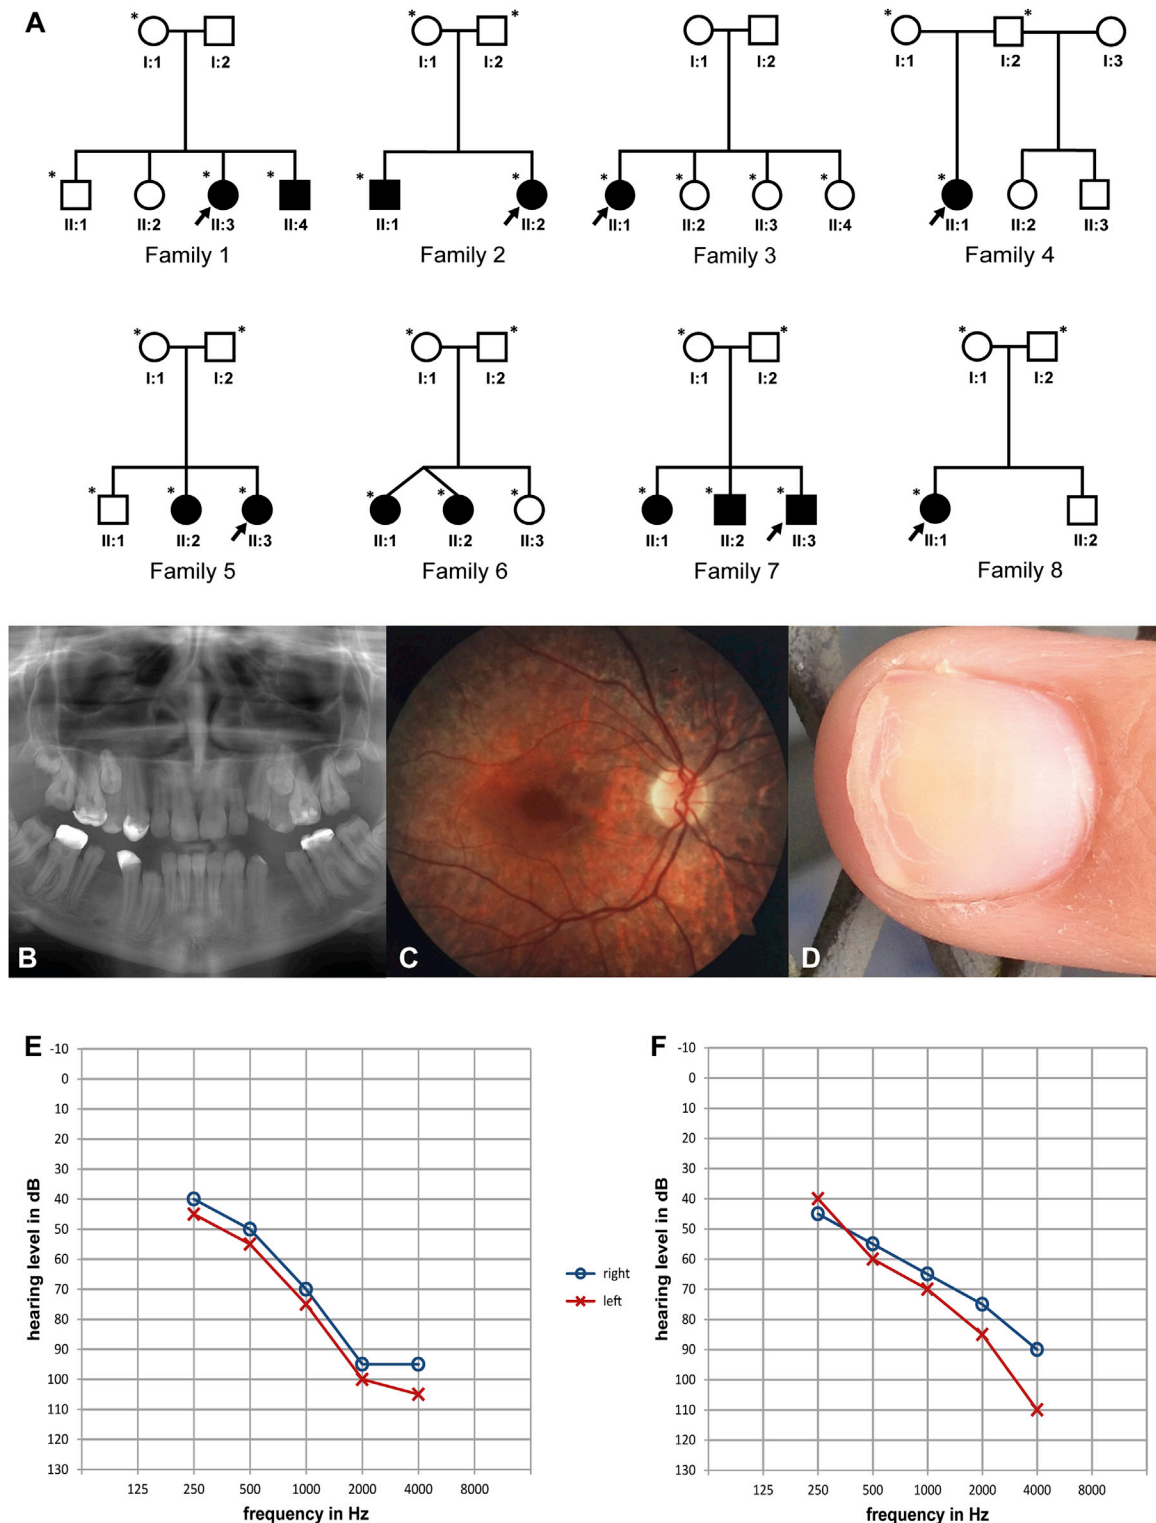 A
* * * * *
I:1 I:2 I:1 I:2 I:1 I:2 I:1 I:2 I:3
* * * * * * * * * *
II:1 II:2 II:3 II:4 II:1 II:2 II:1 II:2 II:3 II:4 II:1 II:2 II:3
Family 1 Family 2 Family 3 Family 4
* * * * * * * *
I:1 I:2 I:1 I:2 I:1 I:2 I:1 I:2
* * * * * * * * * *
II:1 II:2 II:3 II:1 II:2 II:3 II:1 II:2 II:3 II:1 II:2
Family 5 Family 6 Family 7 Family 8
B C D
E
-10
0
10
20
30
40
50
60
70
80
90
100
110
120
130
hearing level in dB
125 250 500 1000 2000 4000 8000
frequency in Hz
right
left
F
-10
0
10
20
30
40
50
60
70
80
90
100
110
120
130
hearing level in dB
125 250 500 1000 2000 4000 8000
frequency in Hz